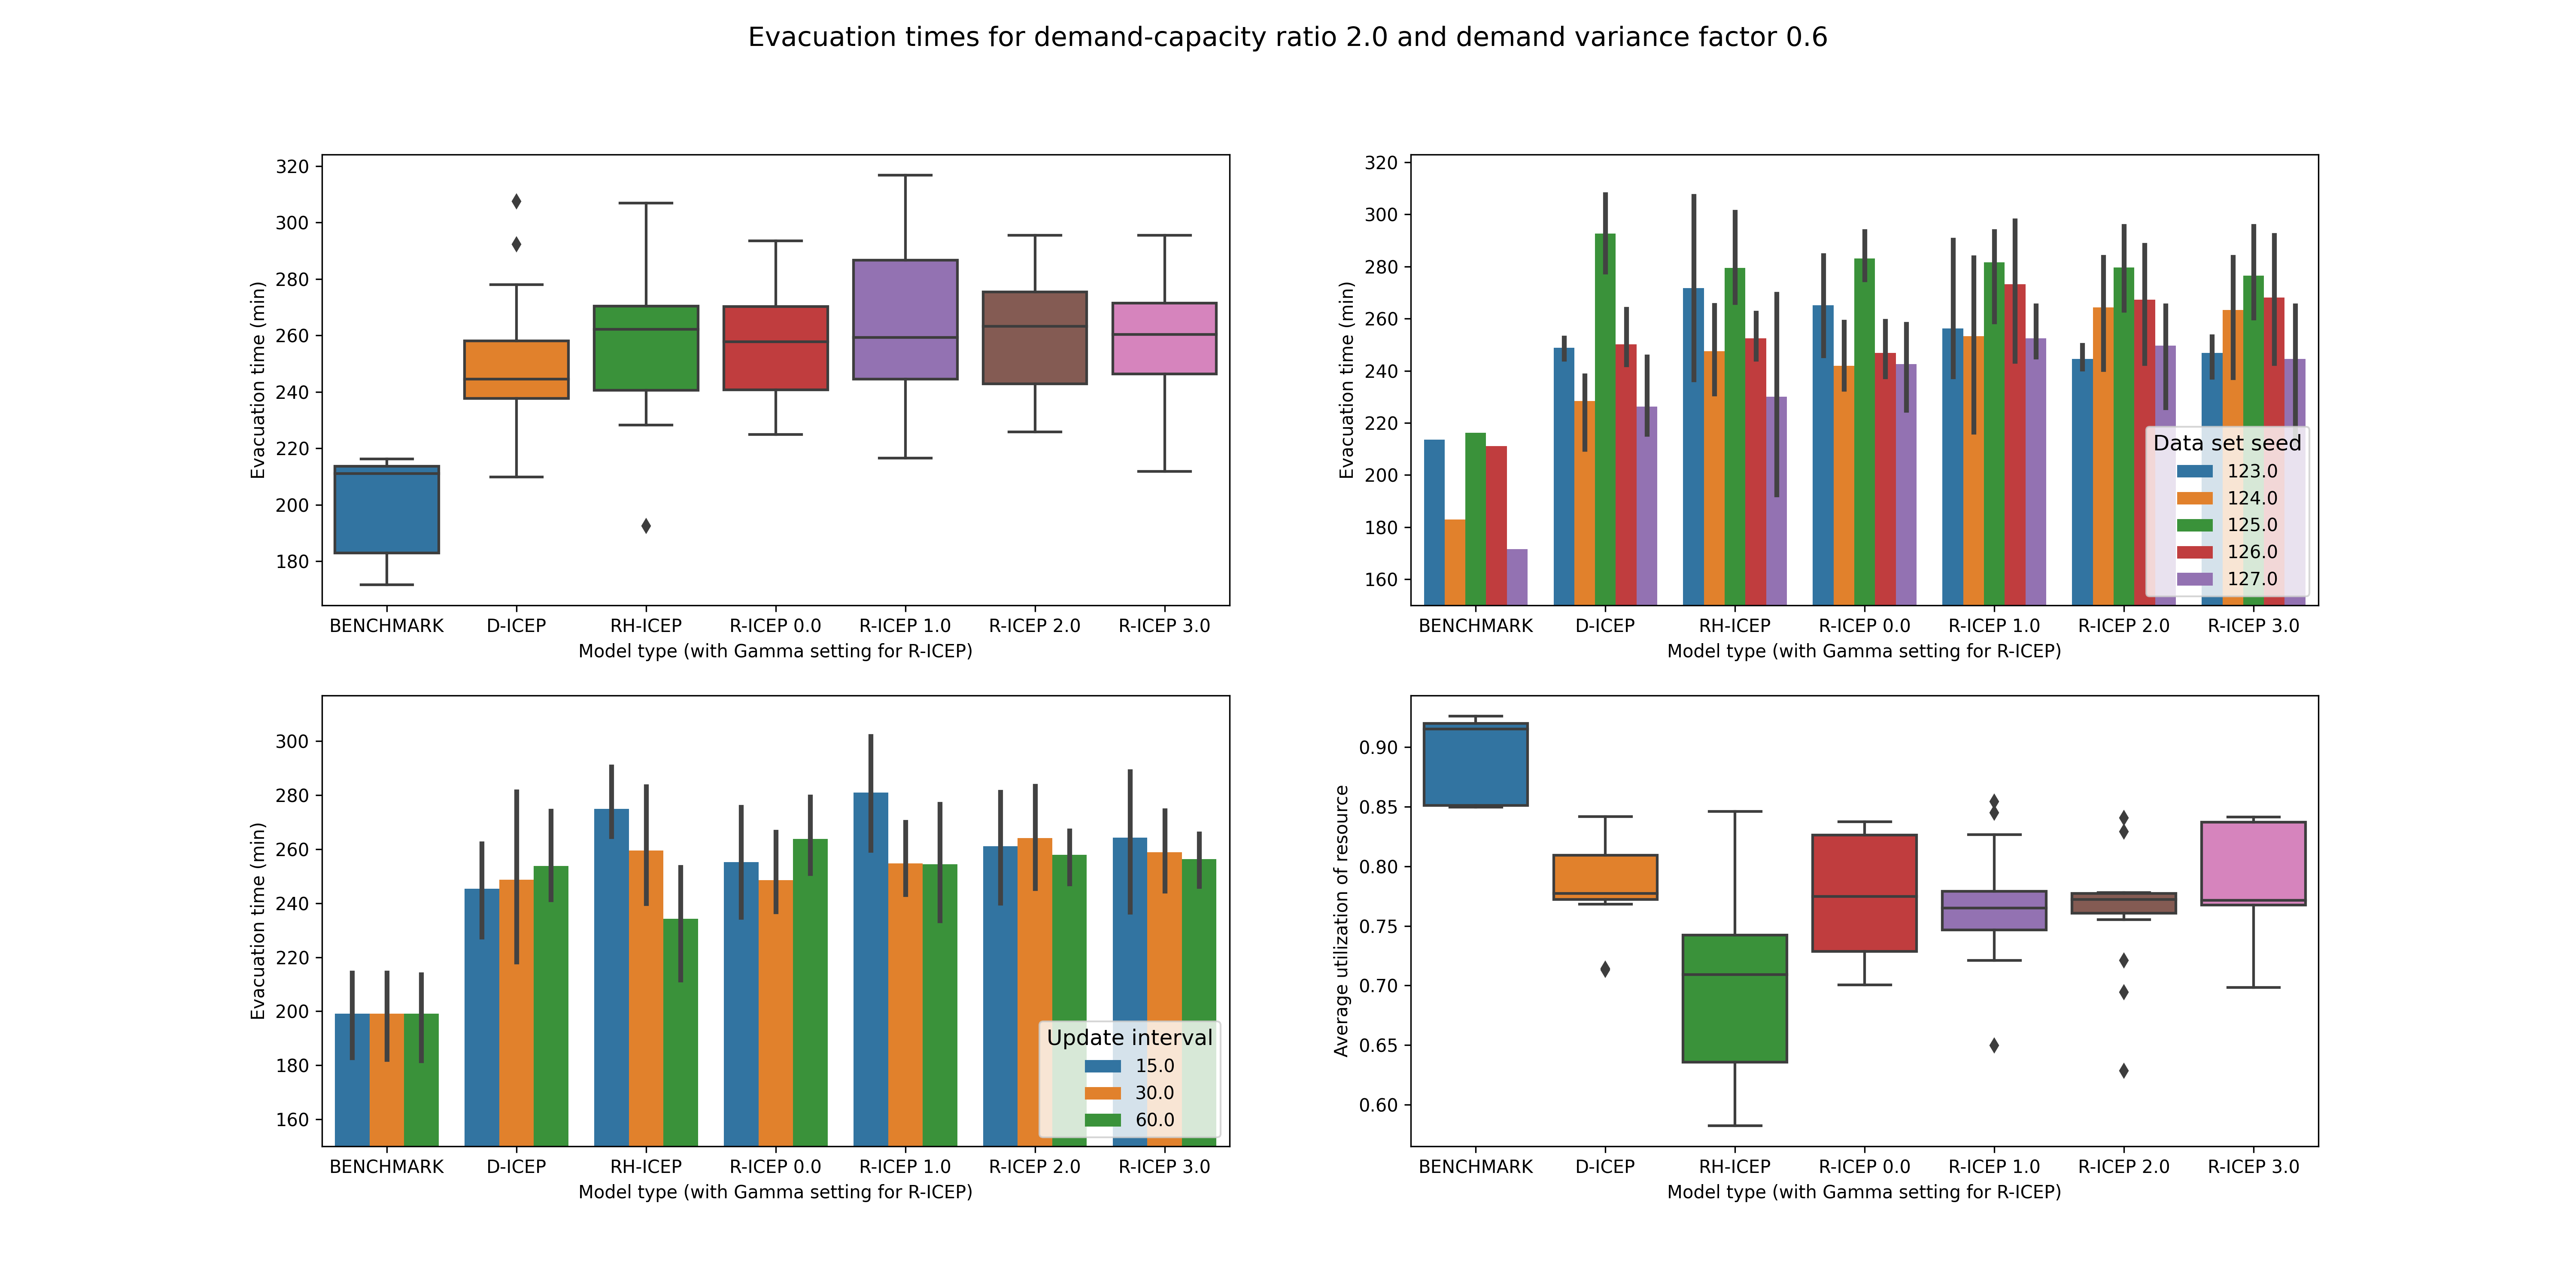 Evacuation times for demand-capacity ratio 2.0 and demand variance factor 0.6
Evacuation time (min)
320
300
280
260
240
220
200
180
BENCHMARK D-ICEP RH-ICEP R-ICEP 0.0 R-ICEP 1.0 R-ICEP 2.0 R-ICEP 3.0
Model type (with Gamma setting for R-ICEP)
Evacuation time (min)
320
300
280
260
240
220
200
180
160
Data set seed
123.0
124.0
125.0
126.0
127.0
BENCHMARK D-ICEP RH-ICEP R-ICEP 0.0 R-ICEP 1.0 R-ICEP 2.0 R-ICEP 3.0
Model type (with Gamma setting for R-ICEP)
Evacuation time (min)
300
280
260
240
220
200
180
160
Update interval
15.0
30.0
60.0
BENCHMARK D-ICEP RH-ICEP R-ICEP 0.0 R-ICEP 1.0 R-ICEP 2.0 R-ICEP 3.0
Model type (with Gamma setting for R-ICEP)
Average utilization of resource
0.90
0.85
0.80
0.75
0.70
0.65
0.60
BENCHMARK D-ICEP RH-ICEP R-ICEP 0.0 R-ICEP 1.0 R-ICEP 2.0 R-ICEP 3.0
Model type (with Gamma setting for R-ICEP)